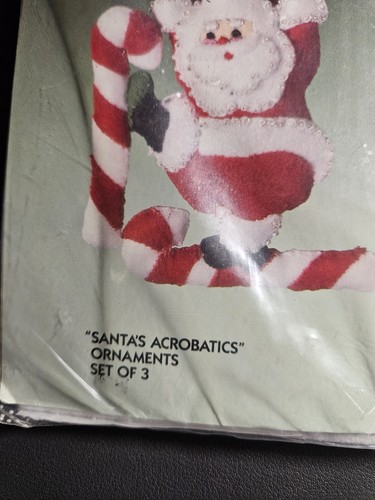 "SANTA'S ACROBATICS"
ORNAMENTS
SET OF 3